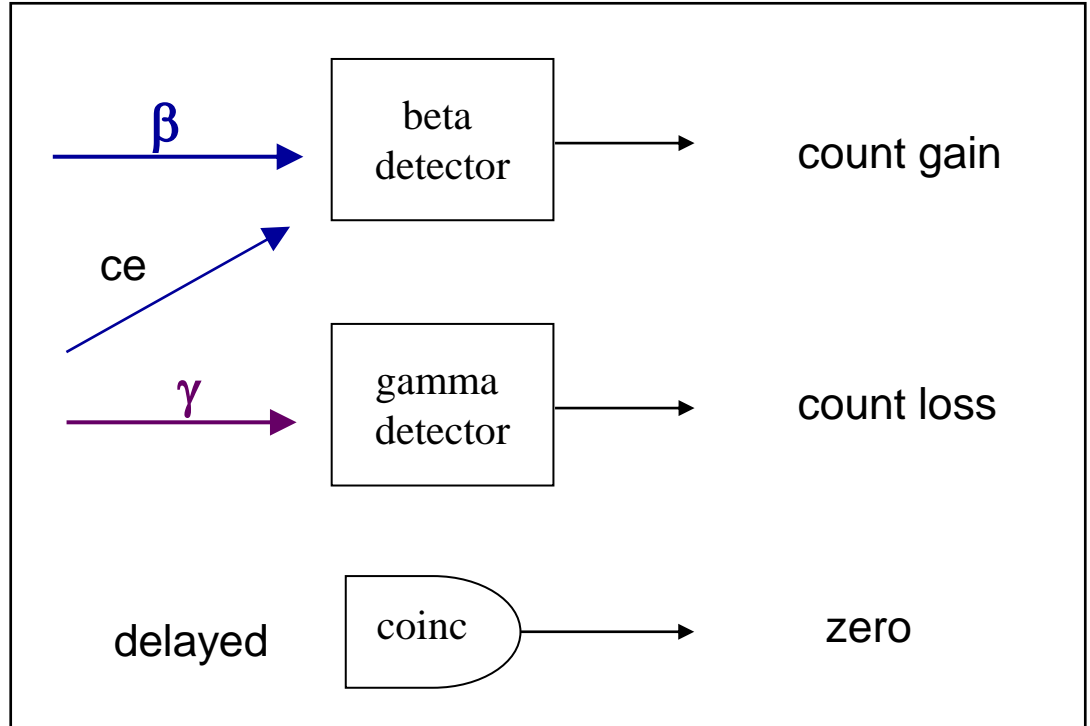 β
beta
detector
count gain
ce
γ
gamma
detector
count loss
delayed
coinc
zero